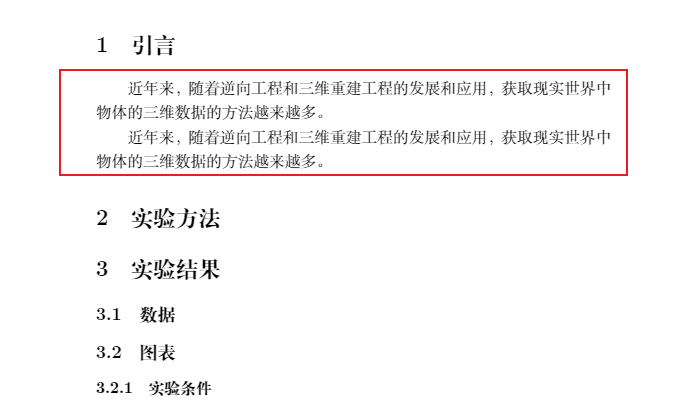 1 引言
近年来，随着逆向工程和三维重建工程的发展和应用，获取现实世界中
物体的三维数据的方法越来越多。
近年来，随着逆向工程和三维重建工程的发展和应用，获取现实世界中
物体的三维数据的方法越来越多。
2 实验方法
3 实验结果
3.1 数据
3.2 图表
3.2.1 实验条件